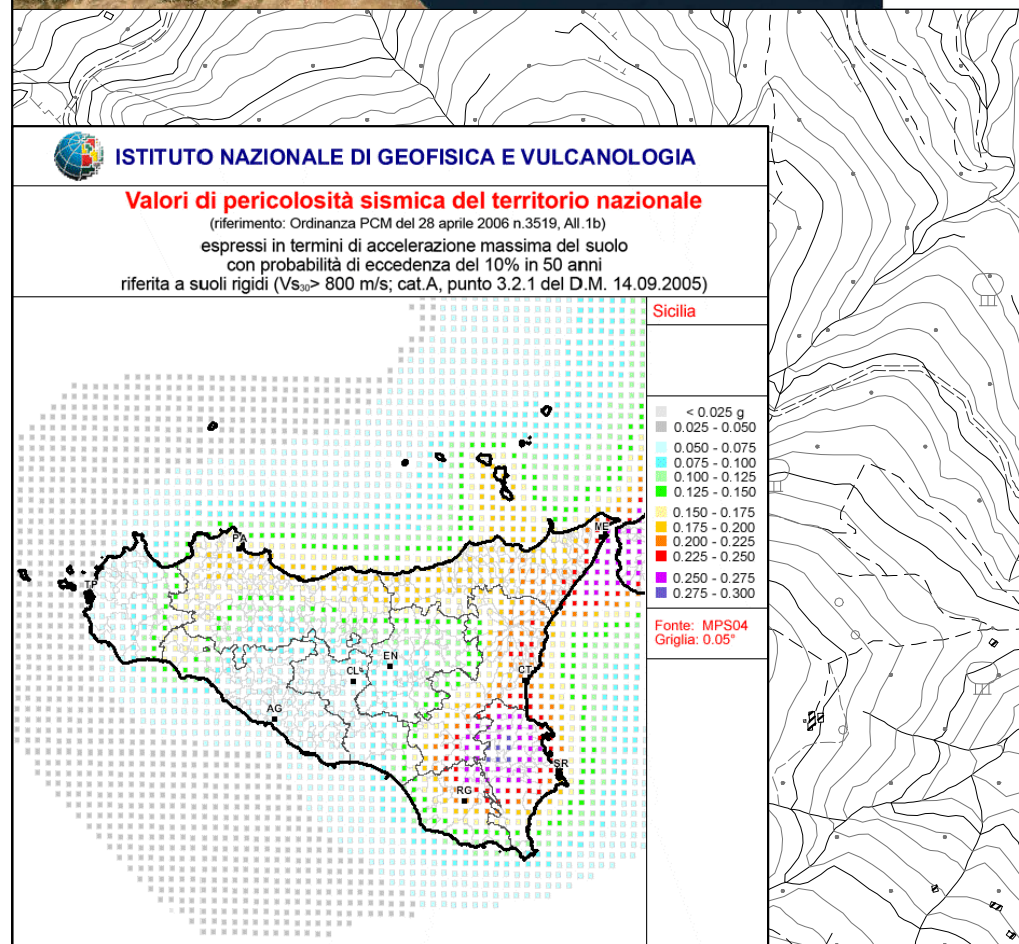 ISTITUTO NAZIONALE DI GEOFISICA E VULCANOLOGIA
Valori di pericolosità sismica del territorio nazionale
(riferimento: Ordinanza PCM del 28 aprile 2006 n.3519, All.1b)
espressi in termini di accelerazione massima del suolo
con probabilità di eccedenza del 10% in 50 anni
riferita a suoli rigidi (Vs₃₀> 800 m/s; cat.A, punto 3.2.1 del D.M. 14.09.2005)
Sicilia
< 0.025 g
0.025 - 0.050
0.050 - 0.075
0.075 - 0.100
0.100 - 0.125
0.125 - 0.150
0.150 - 0.175
0.175 - 0.200
0.200 - 0.225
0.225 - 0.250
0.250 - 0.275
0.275 - 0.300
Fonte: MPS04
Griglia: 0.05°
ME
PA
TP
EN
CL
CT
AG
SR
RG